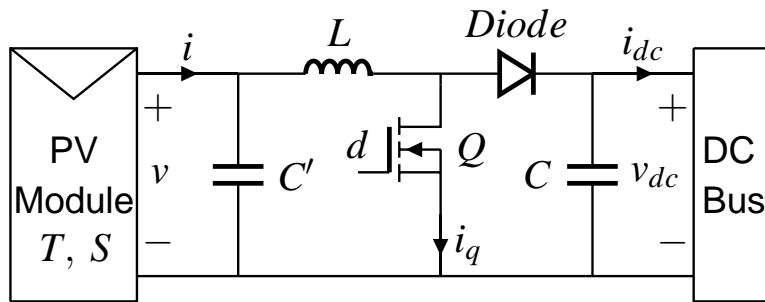 Diode
i
L
i_dc
+
+
PV
Module
T, S
v
C′
d
Q
C
v_dc
DC
Bus
−
i_q
−